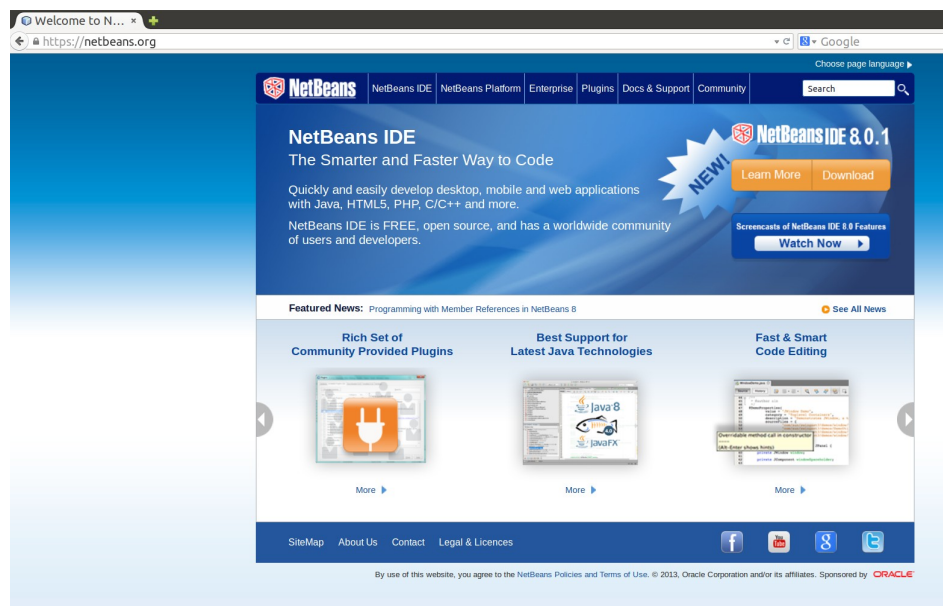 Welcome to N...
https://netbeans.org
Google
Choose page language
NetBeans
NetBeans IDE
NetBeans Platform
Enterprise
Plugins
Docs & Support
Community
Search
NetBeans IDE
The Smarter and Faster Way to Code
Quickly and easily develop desktop, mobile and web applications
with Java, HTML5, PHP, C/C++ and more.
NetBeans IDE is FREE, open source, and has a worldwide community
of users and developers.
NEW!
NetBeans IDE 8.0.1
Learn More
Download
Screencasts of NetBeans IDE 8.0 Features
Watch Now
Featured News: Programming with Member References in NetBeans 8
See All News
Rich Set of
Community Provided Plugins
Best Support for
Latest Java Technologies
Fast & Smart
Code Editing
Java 8
JavaFX
Overridable method call in constructor
(Alt-Enter shows hints)
More
More
More
SiteMap
About Us
Contact
Legal & Licences
By use of this website, you agree to the NetBeans Policies and Terms of Use. © 2013, Oracle Corporation and/or its affiliates. Sponsored by ORACLE